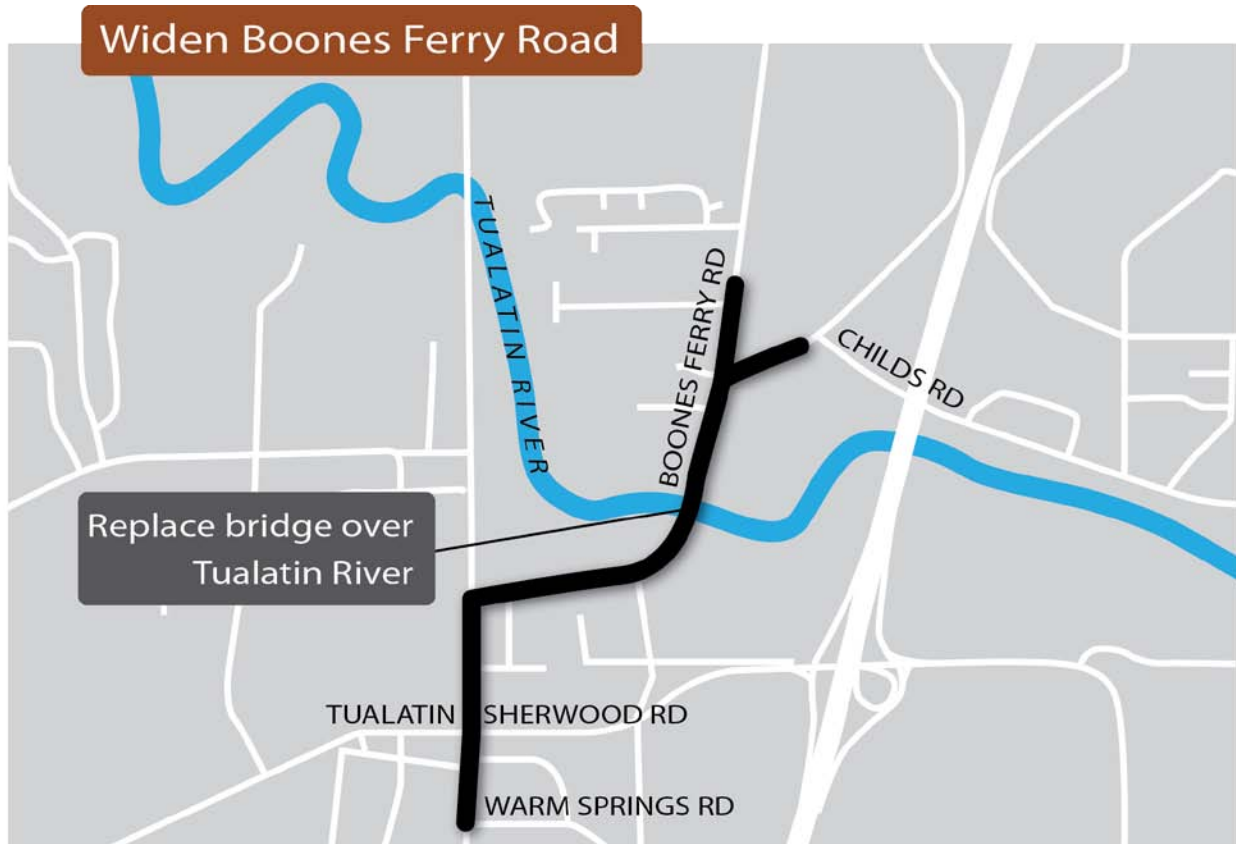 Widen Boones Ferry Road
TUALATIN RIVER
BOONES FERRY RD
CHILDS RD
Replace bridge over
Tualatin River
TUALATIN SHERWOOD RD
WARM SPRINGS RD